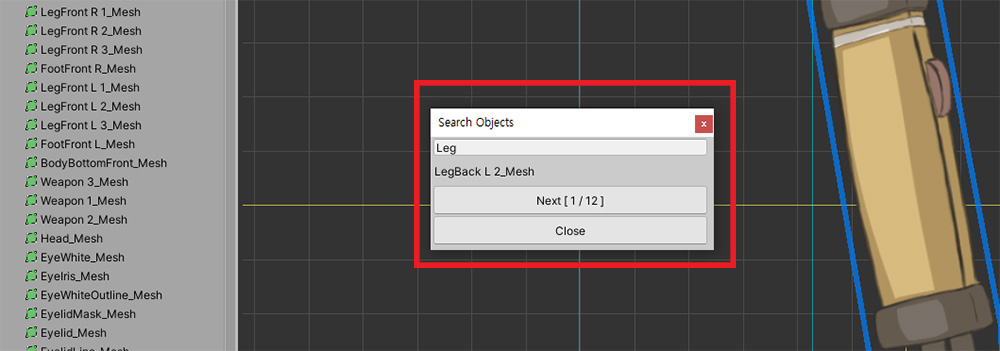 LegFront R 1_Mesh
LegFront R 2_Mesh
LegFront R 3_Mesh
FootFront R_Mesh
LegFront L 1_Mesh
LegFront L 2_Mesh
LegFront L 3_Mesh
FootFront L_Mesh
BodyBottomFront_Mesh
Weapon 3_Mesh
Weapon 1_Mesh
Weapon 2_Mesh
Head_Mesh
EyeWhite_Mesh
EyeIris_Mesh
EyeWhiteOutline_Mesh
EyelidMask_Mesh
Eyelid_Mesh
EyelidLine_Mesh
Search Objects
x
Leg
LegBack L 2_Mesh
Next [ 1 / 12 ]
Close